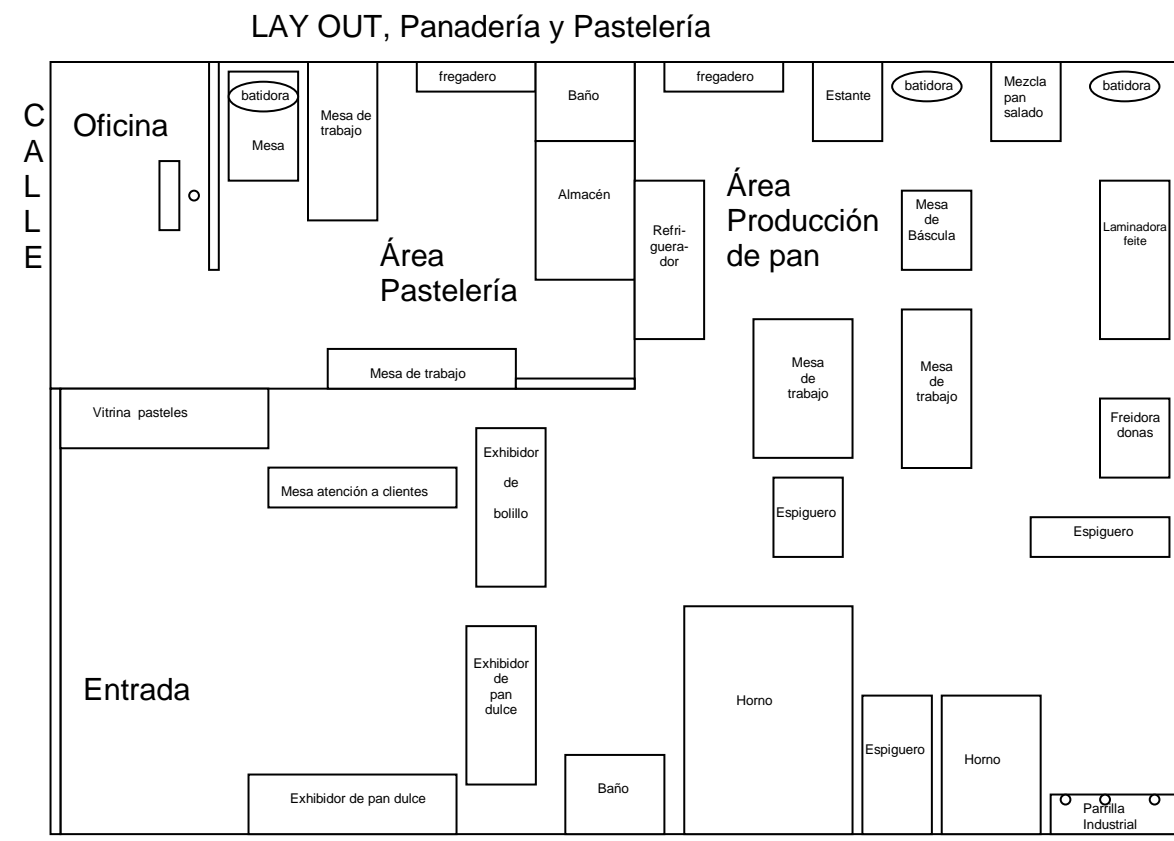 LAY OUT, Panadería y Pastelería
C
A
L
L
E
Oficina
batidora
Mesa
Mesa de
trabajo
fregadero
Baño
Almacén
Área
Pastelería
Mesa de trabajo
fregadero
Estante
batidora
Mezcla
pan
salado
batidora
Refri-
guera-
dor
Área
Producción
de pan
Mesa
de
Báscula
Laminadora
feite
Mesa
de
trabajo
Mesa
de
trabajo
Freidora
donas
Espiguero
Espiguero
Vitrina pasteles
Mesa atención a clientes
Exhibidor
de
bolillo
Entrada
Exhibidor
de
pan
dulce
Exhibidor de pan dulce
Baño
Horno
Espiguero
Horno
Parrilla
Industrial